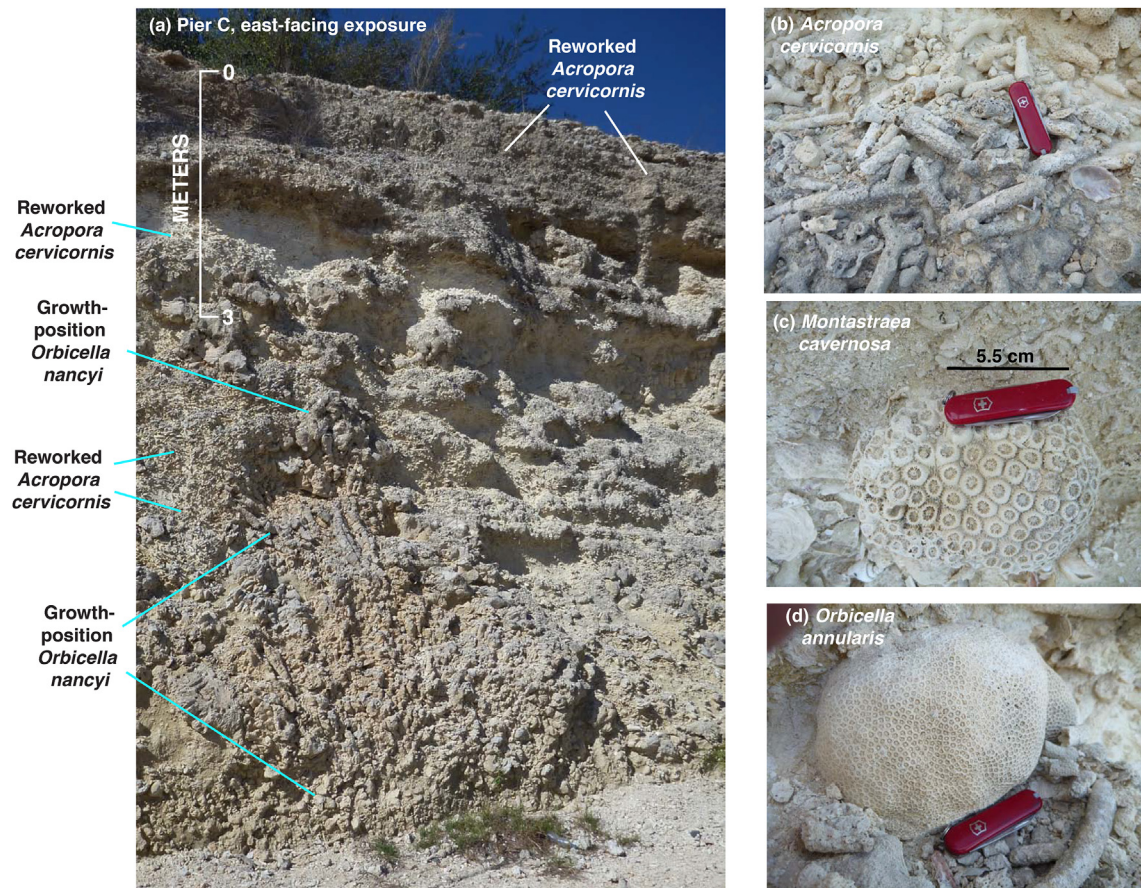 (a) Pier C, east-facing exposure
Reworked
Acropora
cervicornis
0
METERS
3
Reworked
Acropora
cervicornis
Growth-
position
Orbicella
nancyi
Reworked
Acropora
cervicornis
Growth-
position
Orbicella
nancyi
(b) Acropora
cervicornis
(c) Montastraea
cavernosa
5.5 cm
(d) Orbicella
annularis